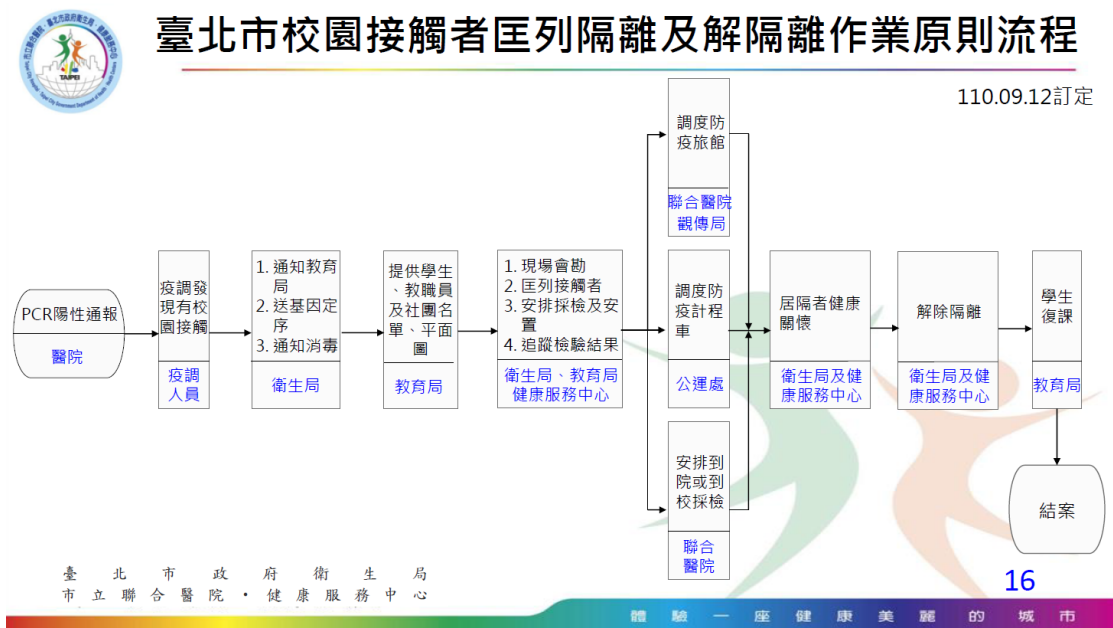 臺北市校園接觸者匡列隔離及解隔離作業原則流程
110.09.12訂定
TAIPEI
PCR陽性通報
醫院
疫調發
現有校
園接觸
疫調
人員
1. 通知教育
局
2. 送基因定
序
3. 通知消毒
衛生局
提供學生
、教職員
及社團名
單、平面
圖
教育局
1. 現場會勘
2. 匡列接觸者
3. 安排採檢及安
置
4. 追蹤檢驗結果
衛生局、教育局
健康服務中心
調度防
疫旅館
聯合醫院
觀傳局
調度防
疫計程
車
公運處
安排到
院或到
校採檢
聯合
醫院
居隔者健康
關懷
衛生局及健
康服務中心
解除隔離
衛生局及健
康服務中心
學生
復課
教育局
結案
臺北市政府衛生局
市立聯合醫院・健康服務中心
16
體驗一座健康美麗的城市